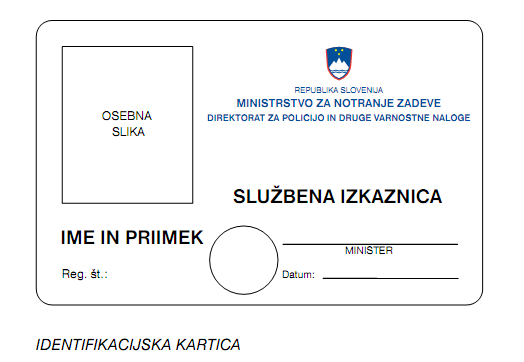 OSEBNA
SLIKA
REPUBLIKA SLOVENIJA
MINISTRSTVO ZA NOTRANJE ZADEVE
DIREKTORAT ZA POLICIJO IN DRUGE VARNOSTNE NALOGE
SLUŽBENA IZKAZNICA
IME IN PRIIMEK
MINISTER
Reg. št.:
Datum:
IDENTIFIKACIJSKA KARTICA